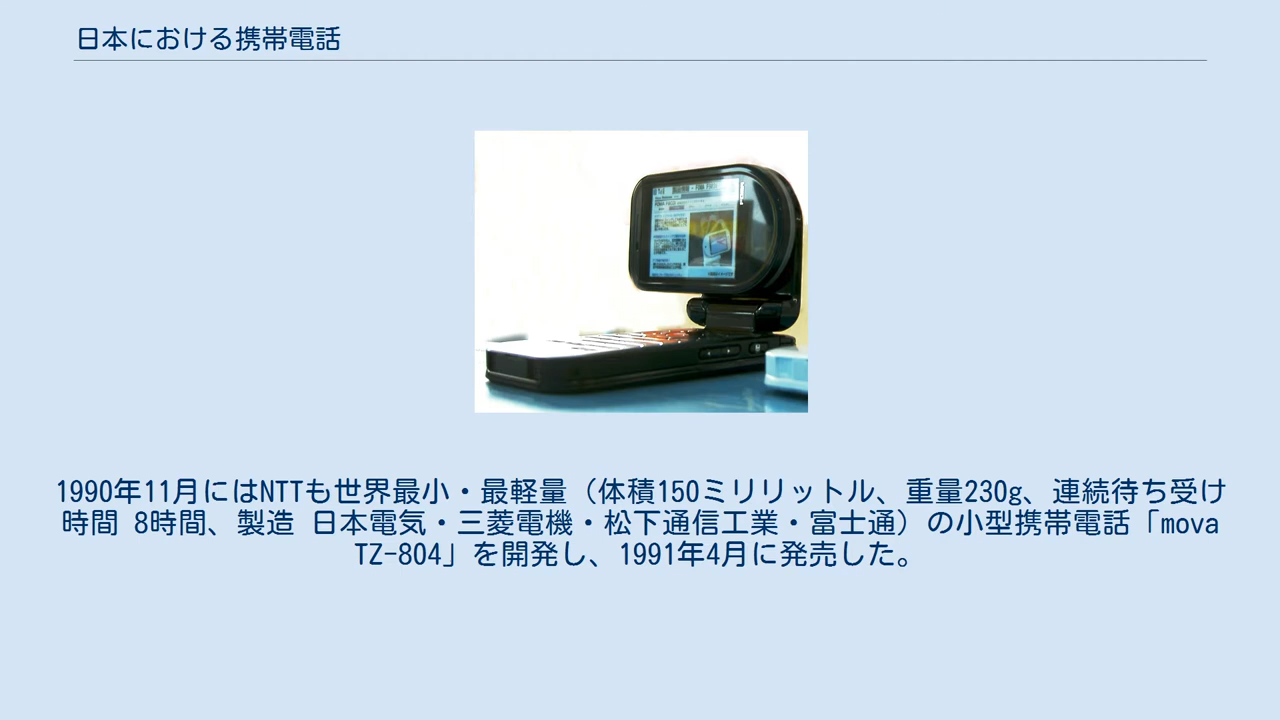 日本における携帯電話
1990年11月にはNTTも世界最小・最軽量（体積150ミリリットル、重量230g、連続待ち受け
時間 8時間、製造 日本電気・三菱電機・松下通信工業・富士通）の小型携帯電話「mova
TZ-804」を開発し、1991年4月に発売した。